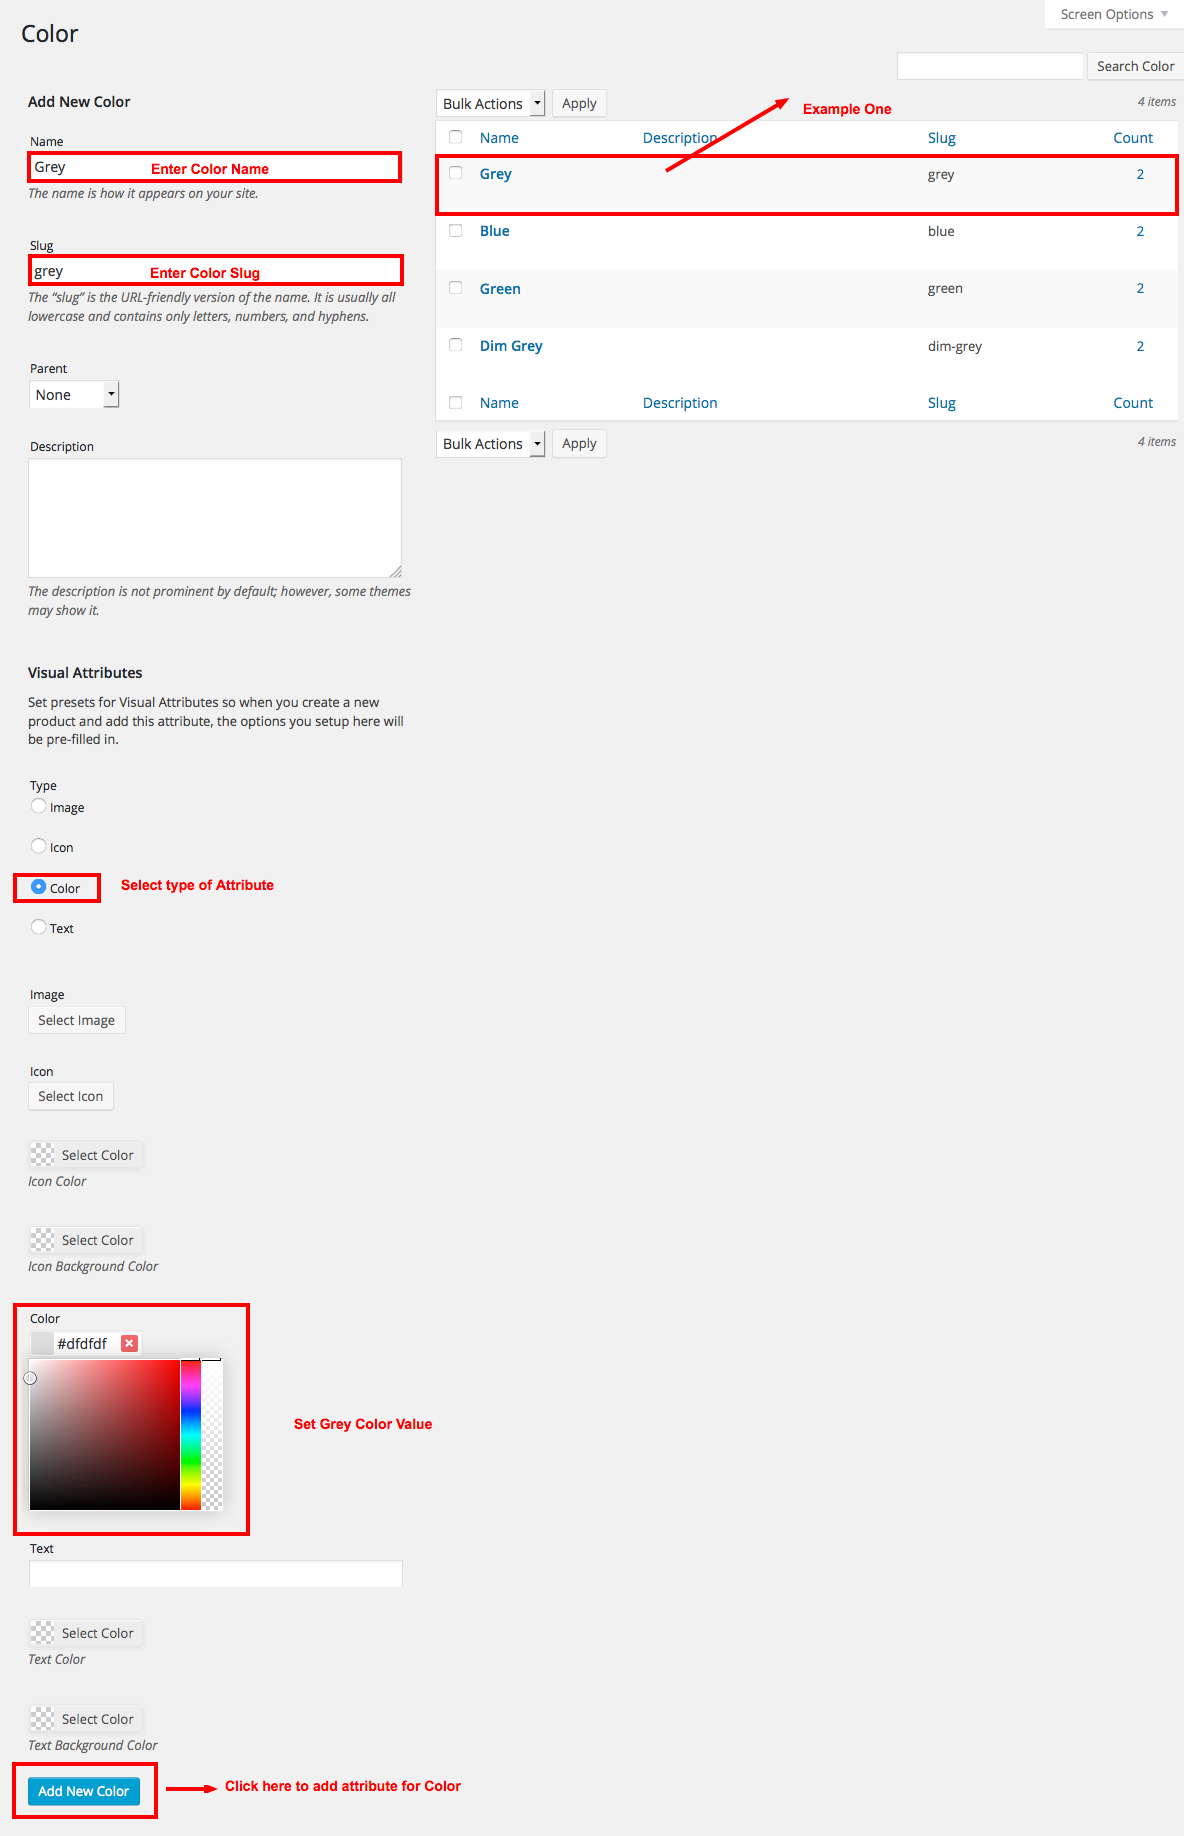 Screen Options
Color
Search Color
Add New Color
Name
Grey Enter Color Name
The name is how it appears on your site.
Slug
grey Enter Color Slug
The “slug” is the URL-friendly version of the name. It is usually all
lowercase and contains only letters, numbers, and hyphens.
Parent
None
Description
The description is not prominent by default; however, some themes
may show it.
Visual Attributes
Set presets for Visual Attributes so when you create a new
product and add this attribute, the options you setup here will
be pre-filled in.
Type
Image
Icon
Color Select type of Attribute
Text
Image
Select Image
Icon
Select Icon
Select Color
Icon Color
Select Color
Icon Background Color
Color
#dfdfdf
Set Grey Color Value
Text
Select Color
Text Color
Select Color
Text Background Color
Add New Color Click here to add attribute for Color
Bulk Actions Apply Example One 4 items
Name Description Slug Count
Grey grey 2
Blue blue 2
Green green 2
Dim Grey dim-grey 2
Name Description Slug Count
Bulk Actions Apply 4 items